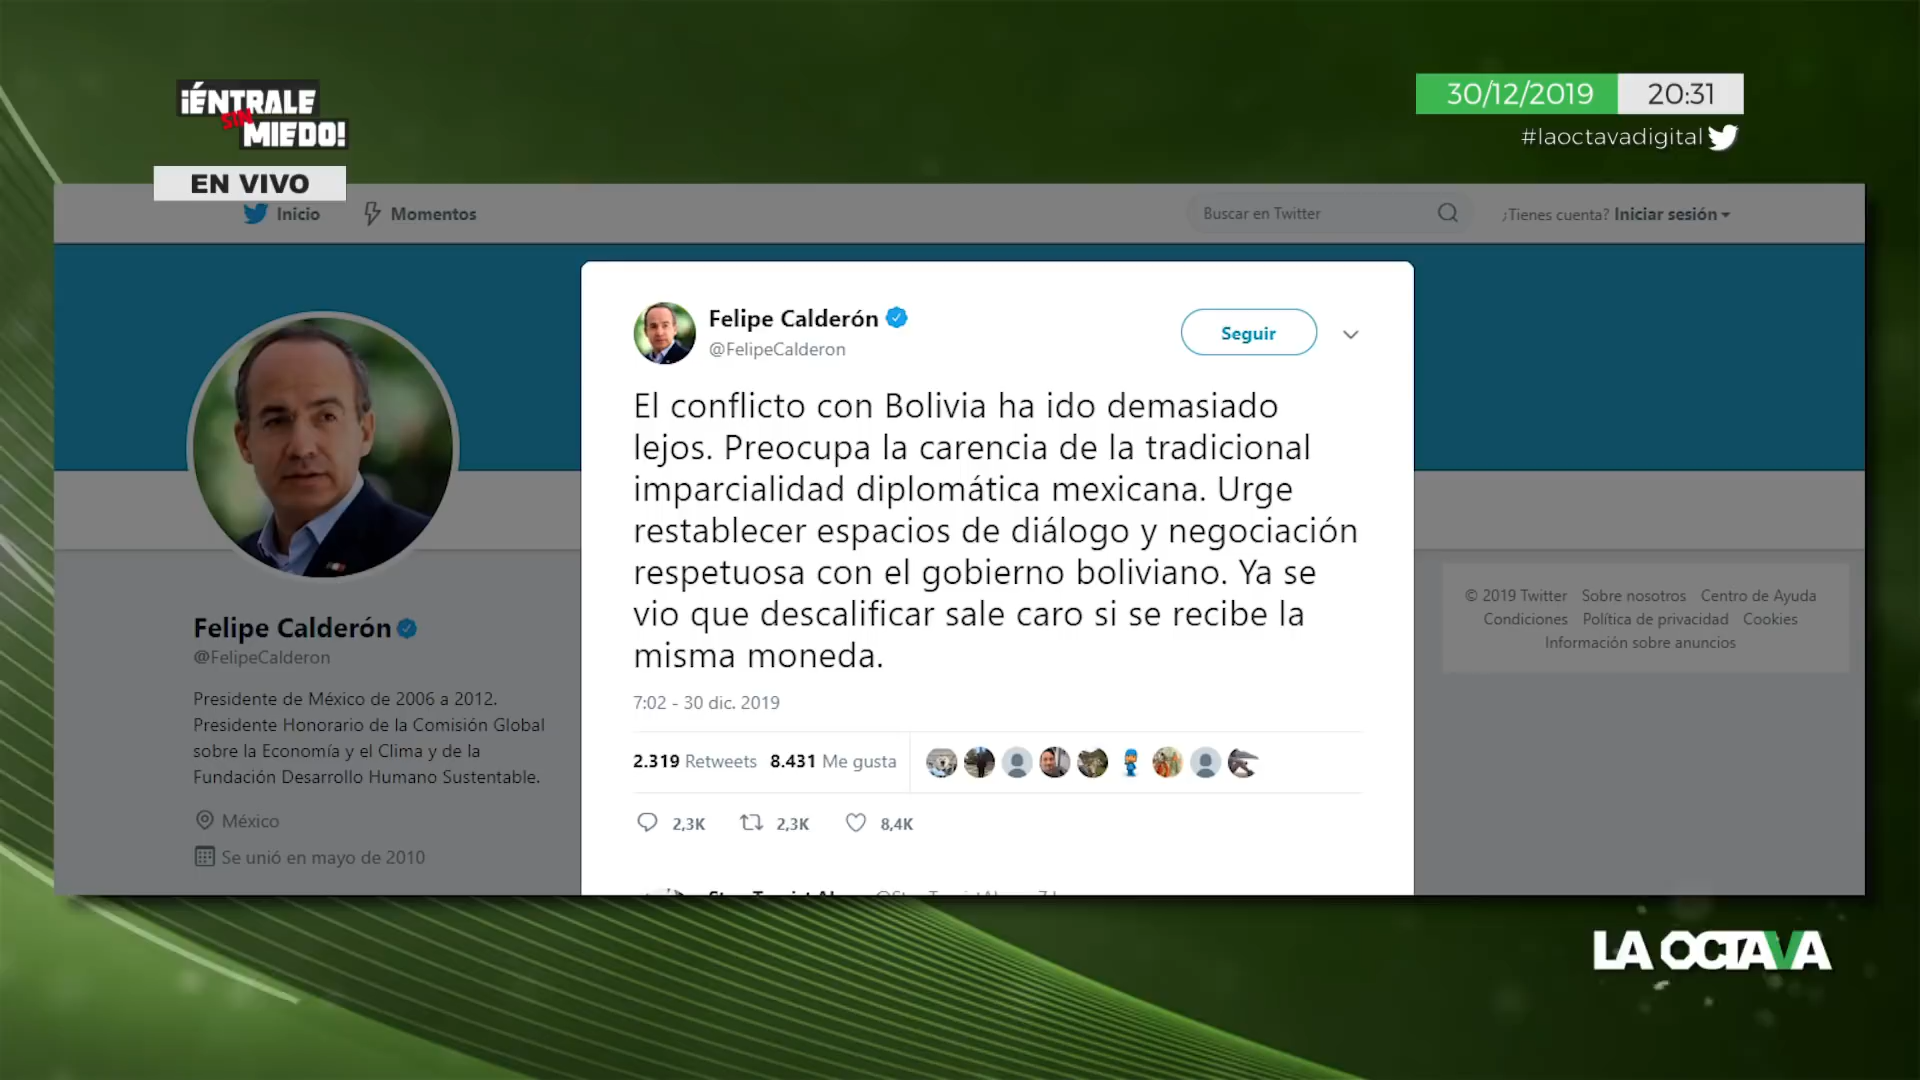 ¡ÉNTRALE
SIN
MIEDO!
EN VIVO
30/12/2019 20:31
#laoctavadigital
Inicio Momentos
Buscar en Twitter
¿Tienes cuenta? Iniciar sesión
Felipe Calderón
@FelipeCalderon
Seguir
El conflicto con Bolivia ha ido demasiado
lejos. Preocupa la carencia de la tradicional
imparcialidad diplomática mexicana. Urge
restablecer espacios de diálogo y negociación
respetuosa con el gobierno boliviano. Ya se
vio que descalificar sale caro si se recibe la
misma moneda.
7:02 - 30 dic. 2019
2.319 Retweets 8.431 Me gusta
2,3K 2,3K 8,4K
Felipe Calderón
@FelipeCalderon
Presidente de México de 2006 a 2012.
Presidente Honorario de la Comisión Global
sobre la Economía y el Clima y de la
Fundación Desarrollo Humano Sustentable.
México
Se unió en mayo de 2010
© 2019 Twitter Sobre nosotros Centro de Ayuda
Condiciones Política de privacidad Cookies
Información sobre anuncios
LA OCTAVA